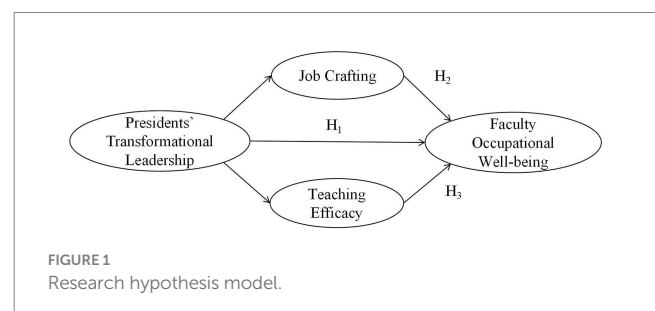 Job Crafting
H2
Presidents'
Transformational
Leadership
H1
Faculty
Occupational
Well-being
Teaching
Efficacy
H3
FIGURE 1
Research hypothesis model.